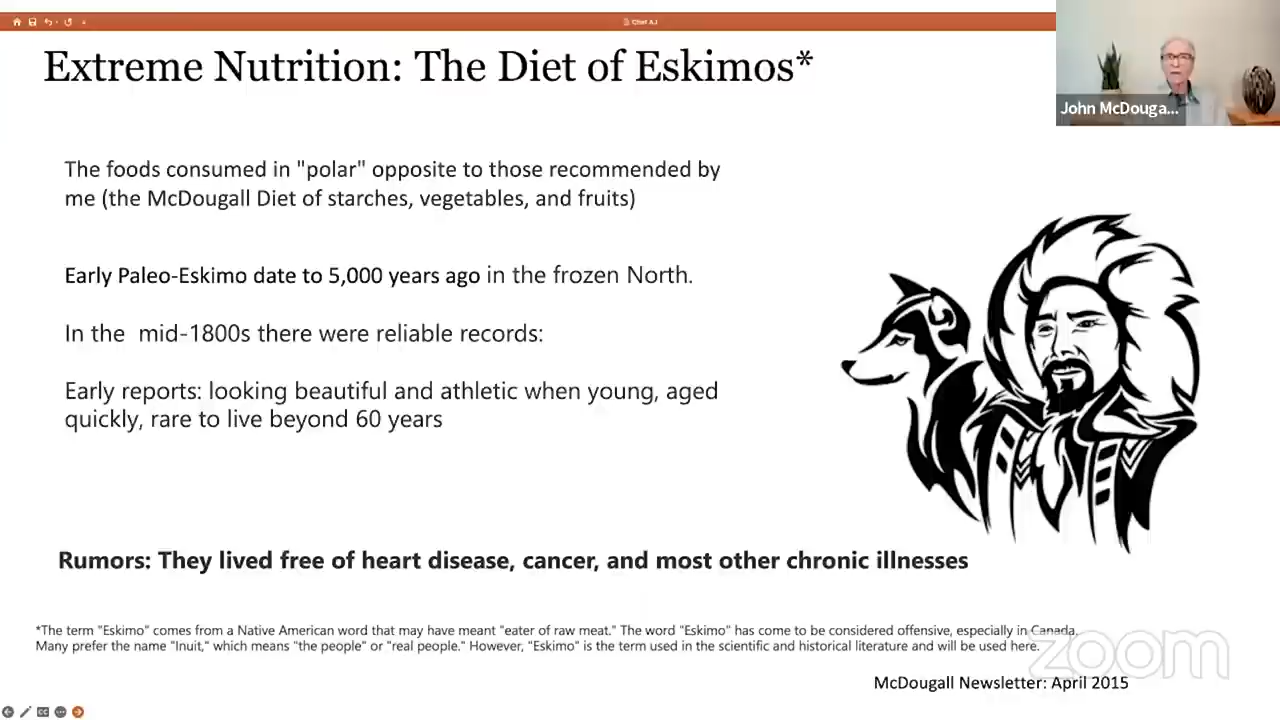 Chef AJ
Extreme Nutrition: The Diet of Eskimos*
John McDouga...
The foods consumed in "polar" opposite to those recommended by
me (the McDougall Diet of starches, vegetables, and fruits)
Early Paleo-Eskimo date to 5,000 years ago in the frozen North.
In the mid-1800s there were reliable records:
Early reports: looking beautiful and athletic when young, aged
quickly, rare to live beyond 60 years
Rumors: They lived free of heart disease, cancer, and most other chronic illnesses
*The term "Eskimo" comes from a Native American word that may have meant "eater of raw meat." The word "Eskimo" has come to be considered offensive, especially in Canada.
Many prefer the name "Inuit," which means "the people" or "real people." However, "Eskimo" is the term used in the scientific and historical literature and will be used here.
zoom
McDougall Newsletter: April 2015